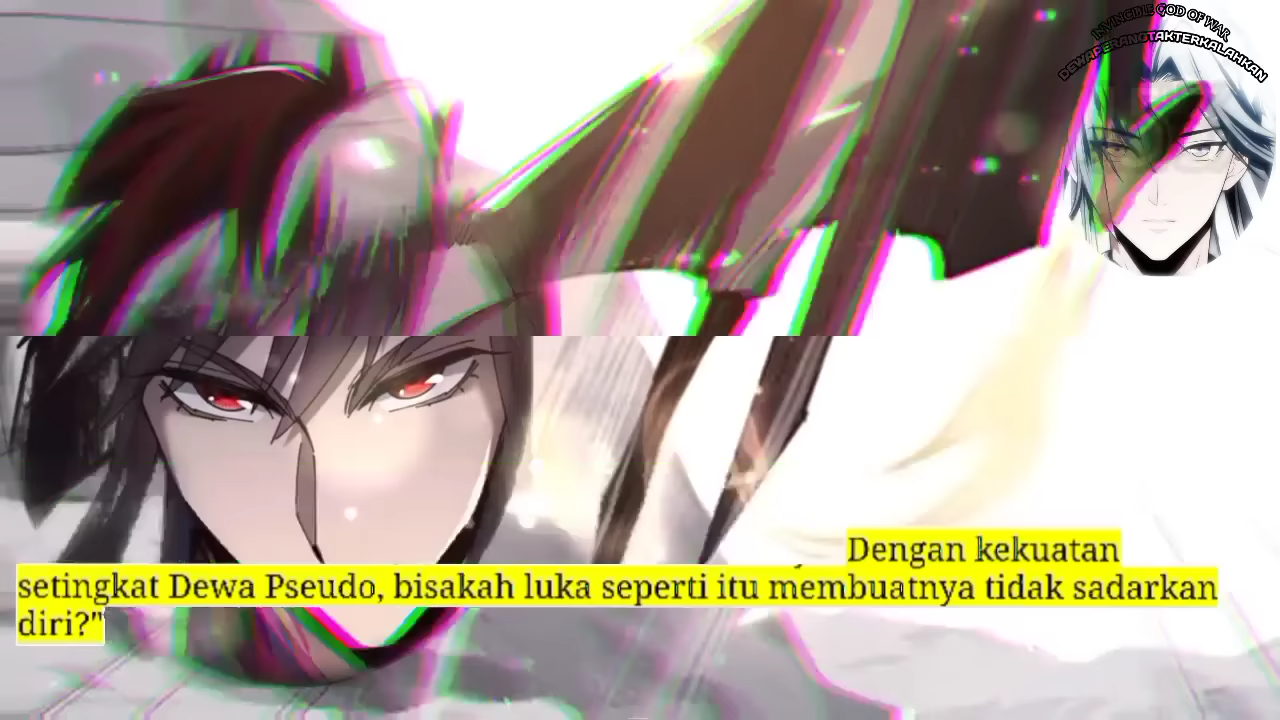 INVINCIBLE GOD OF WAR
DEWAPERANGTAKTERKALAHKAN
Dengan kekuatan
setingkat Dewa Pseudo, bisakah luka seperti itu membuatnya tidak sadarkan
diri?"